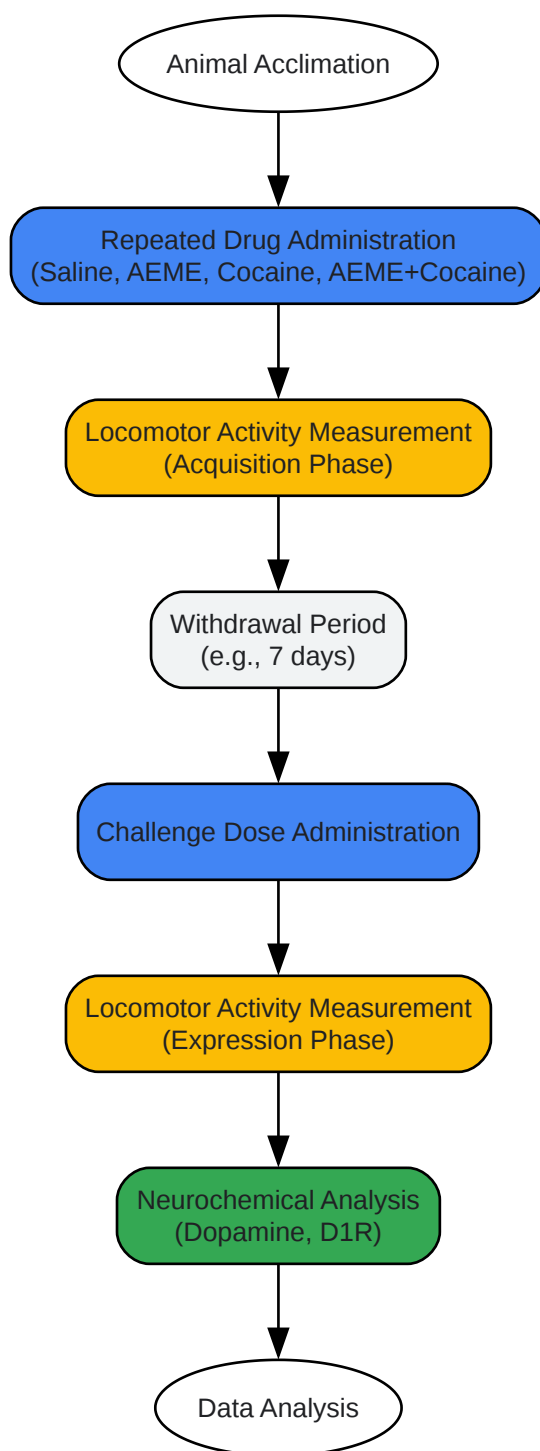 Animal Acclimation
Repeated Drug Administration
(Saline, AEME, Cocaine, AEME+Cocaine)
Locomotor Activity Measurement
(Acquisition Phase)
Withdrawal Period
(e.g., 7 days)
Challenge Dose Administration
Locomotor Activity Measurement
(Expression Phase)
Neurochemical Analysis
(Dopamine, D1R)
Data Analysis